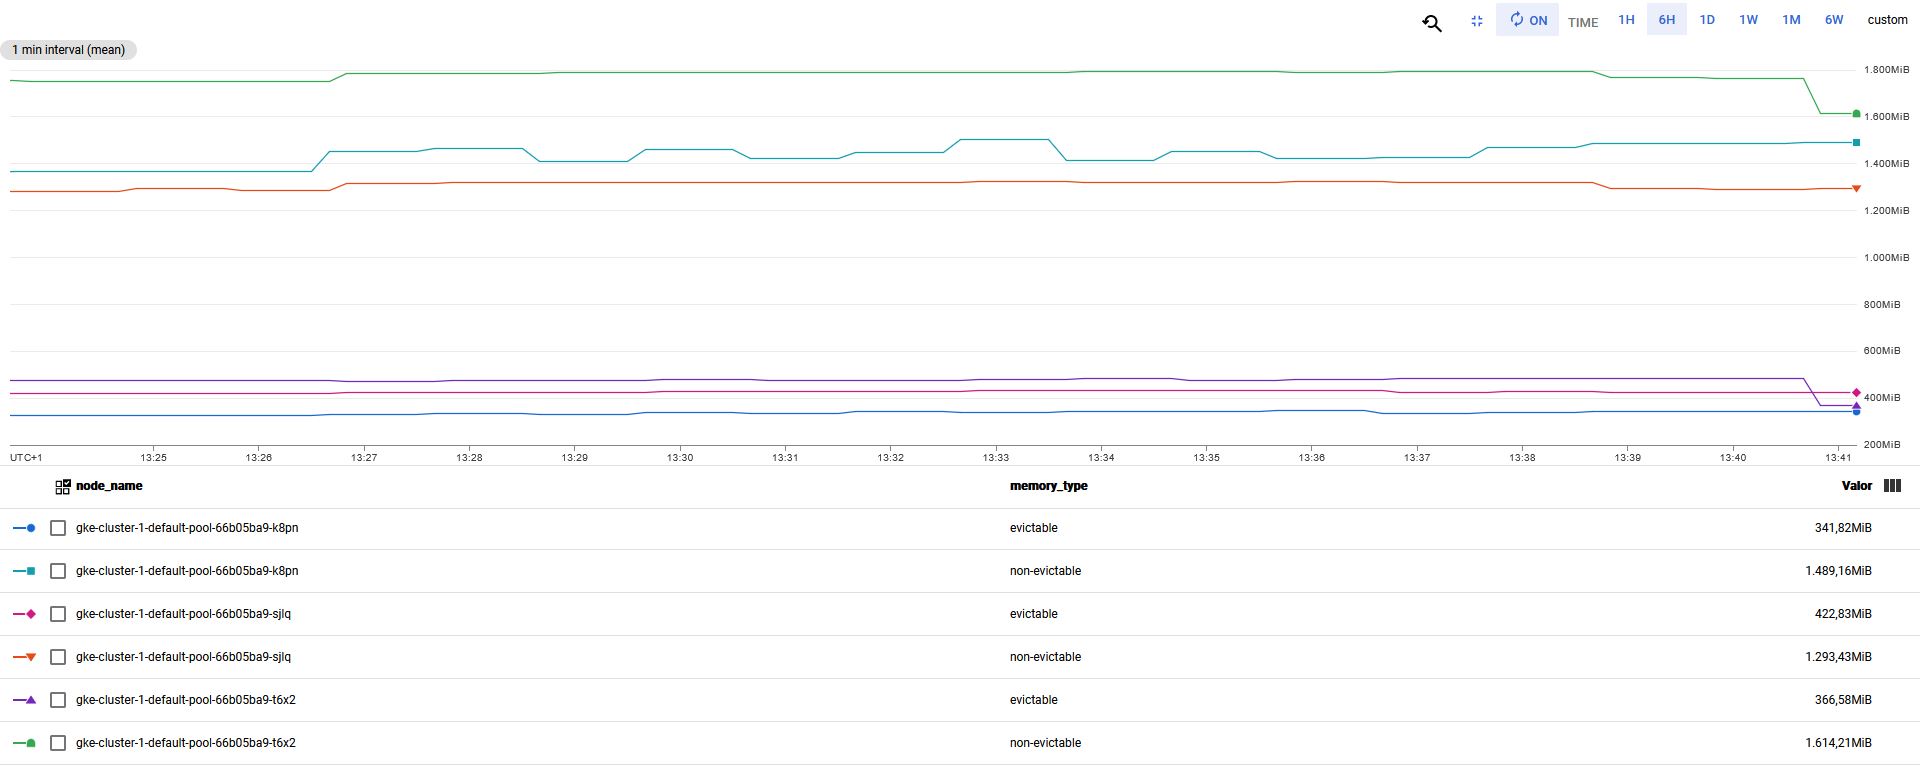 ON TIME 1H 6H 1D 1W 1M 6W custom
1 min interval (mean)
1.800MiB
1.600MiB
1.400MiB
1.200MiB
1.000MiB
800MiB
600MiB
400MiB
200MiB
UTC+1 13:25 13:26 13:27 13:28 13:29 13:30 13:31 13:32 13:33 13:34 13:35 13:36 13:37 13:38 13:39 13:40 13:41
node_name memory_type Valor
gke-cluster-1-default-pool-66b05ba9-k8pn evictable 341,82MiB
gke-cluster-1-default-pool-66b05ba9-k8pn non-evictable 1.489,16MiB
gke-cluster-1-default-pool-66b05ba9-sjlq evictable 422,83MiB
gke-cluster-1-default-pool-66b05ba9-sjlq non-evictable 1.293,43MiB
gke-cluster-1-default-pool-66b05ba9-t6x2 evictable 366,58MiB
gke-cluster-1-default-pool-66b05ba9-t6x2 non-evictable 1.614,21MiB